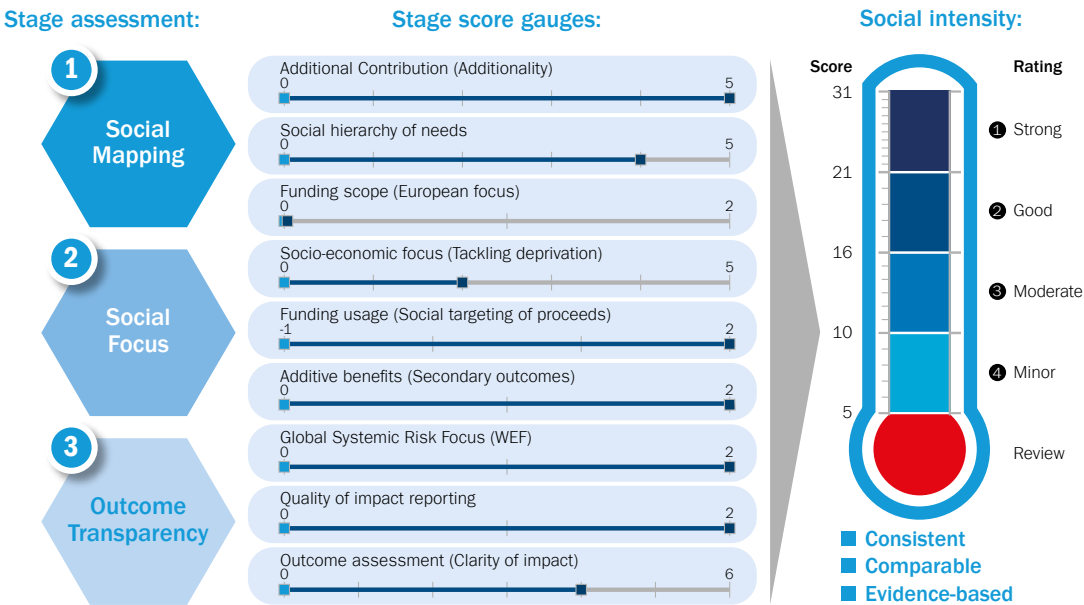 Stage assessment:
1
Social
Mapping
2
Social
Focus
3
Outcome
Transparency
Stage score gauges:
Additional Contribution (Additionality)
0 5
Social hierarchy of needs
0 5
Funding scope (European focus)
0 2
Socio-economic focus (Tackling deprivation)
0 5
Funding usage (Social targeting of proceeds)
-1 2
Additive benefits (Secondary outcomes)
0 2
Global Systemic Risk Focus (WEF)
0 2
Quality of impact reporting
0 2
Outcome assessment (Clarity of impact)
0 6
Social intensity:
Score Rating
31
1 Strong
21
2 Good
16
3 Moderate
10
4 Minor
5
Review
Consistent
Comparable
Evidence-based